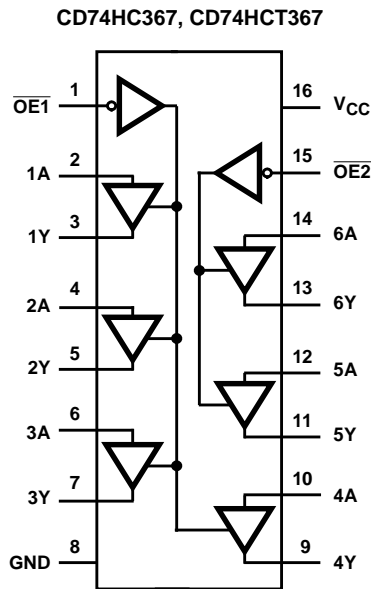 CD74HC367, CD74HCT367
OE1 1 16 VCC
1A 2 15 OE2
1Y 3 14 6A
2A 4 13 6Y
2Y 5 12 5A
3A 6 11 5Y
3Y 7 10 4A
GND 8 9 4Y